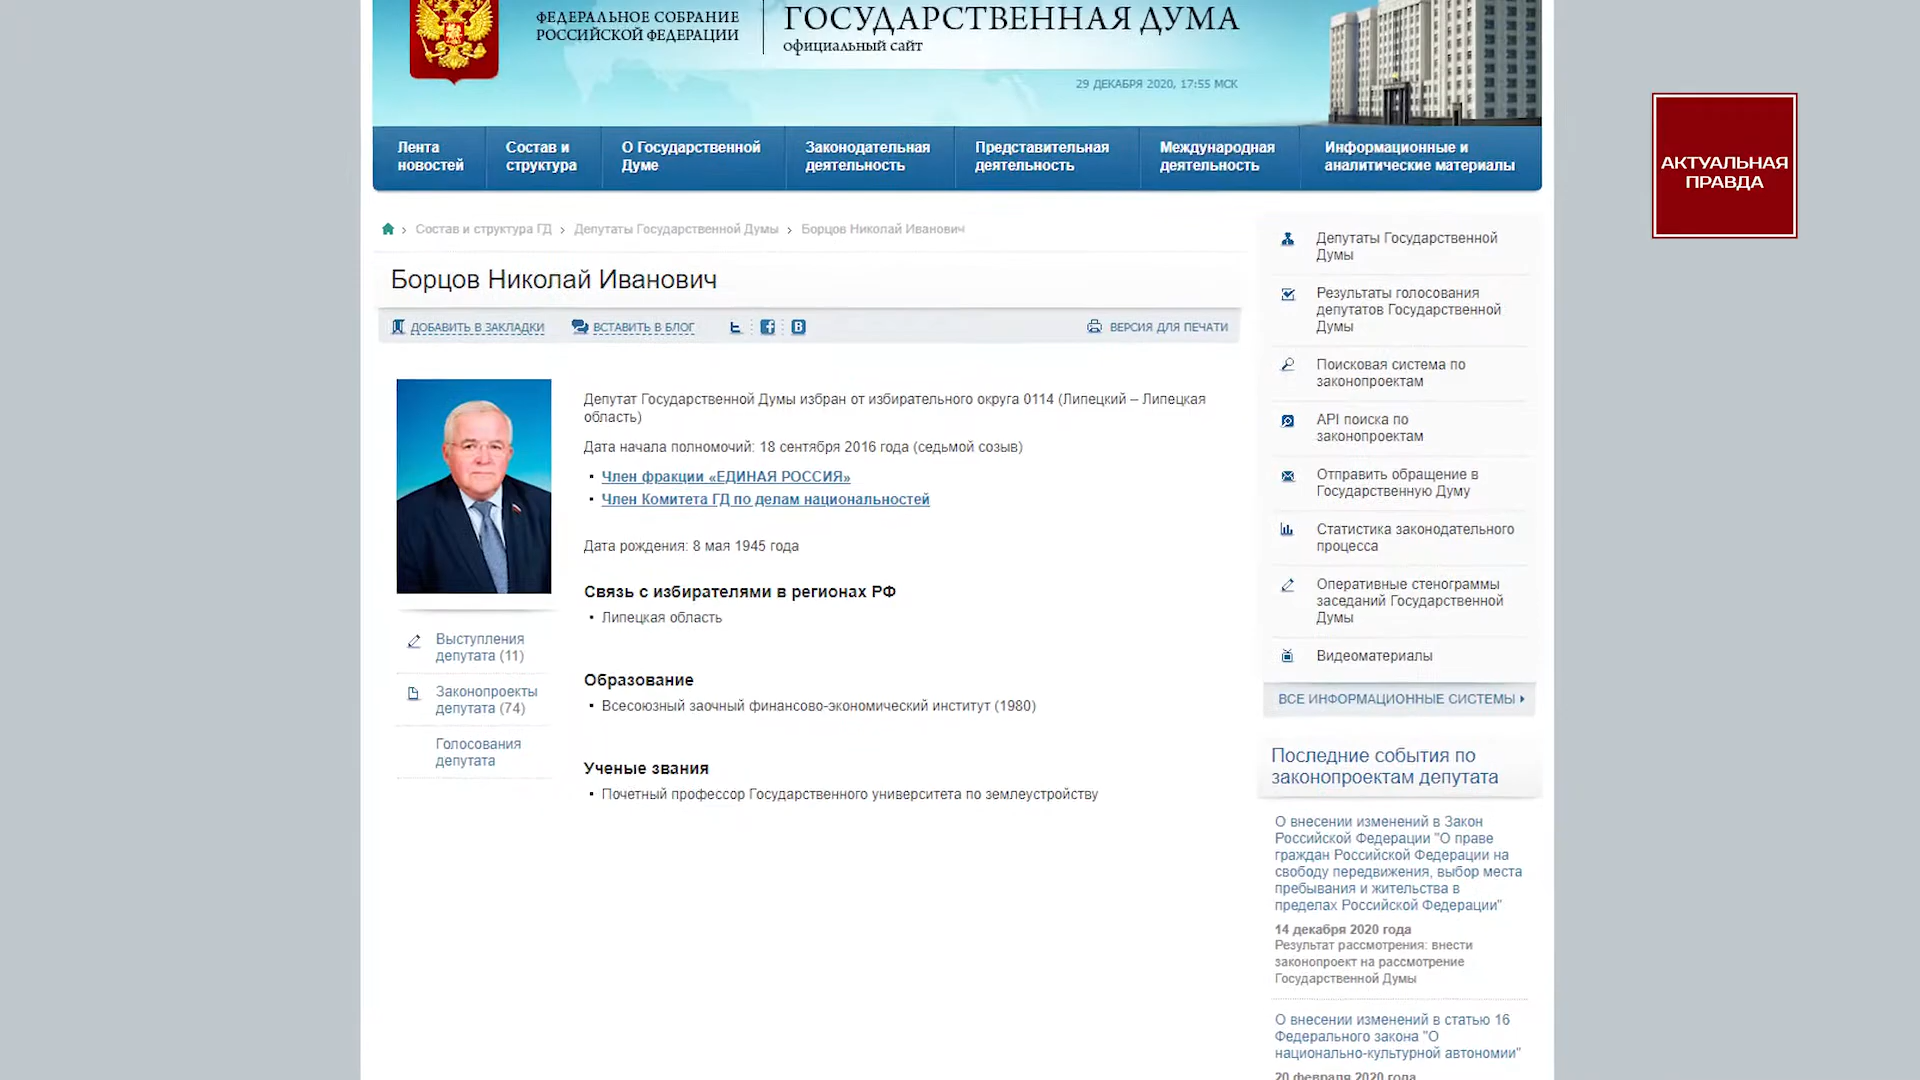 ФЕДЕРАЛЬНОЕ СОБРАНИЕ
РОССИЙСКОЙ ФЕДЕРАЦИИ
ГОСУДАРСТВЕННАЯ ДУМА
официальный сайт
29 ДЕКАБРЯ 2020, 17:55 МСК
Лента
новостей
Состав и
структура
О Государственной
Думе
Законодательная
деятельность
Представительная
деятельность
Международная
деятельность
Информационные и
аналитические материалы
АКТУАЛЬНАЯ
ПРАВДА
Состав и структура ГД › Депутаты Государственной Думы › Борцов Николай Иванович
Борцов Николай Иванович
ДОБАВИТЬ В ЗАКЛАДКИ
ВСТАВИТЬ В БЛОГ
ВЕРСИЯ ДЛЯ ПЕЧАТИ
Депутат Государственной Думы избран от избирательного округа 0114 (Липецкий – Липецкая
область)
Дата начала полномочий: 18 сентября 2016 года (седьмой созыв)
• Член фракции «ЕДИНАЯ РОССИЯ»
• Член Комитета ГД по делам национальностей
Дата рождения: 8 мая 1945 года
Связь с избирателями в регионах РФ
• Липецкая область
Образование
• Всесоюзный заочный финансово-экономический институт (1980)
Ученые звания
• Почетный профессор Государственного университета по землеустройству
Выступления
депутата (11)
Законопроекты
депутата (74)
Голосования
депутата
Депутаты Государственной
Думы
Результаты голосования
депутатов Государственной
Думы
Поисковая система по
законопроектам
API поиска по
законопроектам
Отправить обращение в
Государственную Думу
Статистика законодательного
процесса
Оперативные стенограммы
заседаний Государственной
Думы
Видеоматериалы
ВСЕ ИНФОРМАЦИОННЫЕ СИСТЕМЫ
Последние события по
законопроектам депутата
О внесении изменений в Закон
Российской Федерации "О праве
граждан Российской Федерации на
свободу передвижения, выбор места
пребывания и жительства в
пределах Российской Федерации"
14 декабря 2020 года
Результат рассмотрения: внести
законопроект на рассмотрение
Государственной Думы
О внесении изменений в статью 16
Федерального закона "О
национально-культурной автономии"
20 февраля 2020 года